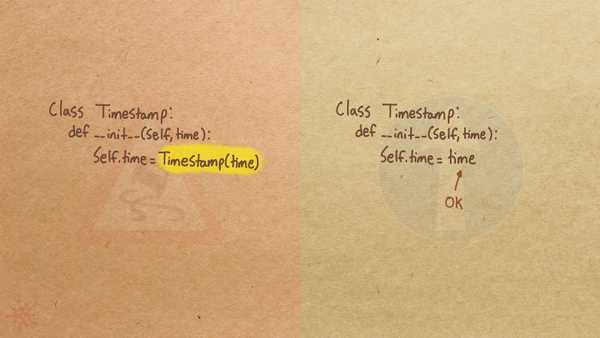 Class Timestamp:
def __init__(self, time):
Self.time = TimeStamp(time)
Class Timestamp:
def __init__(self, time):
Self.time = time
OK